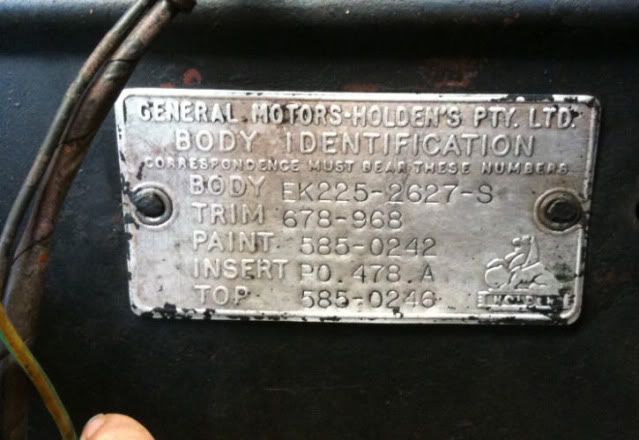 GENERAL MOTORS-HOLDEN'S PTY. LTD.
BODY IDENTIFICATION
CORRESPONDENCE MUST BEAR THESE NUMBERS
BODY EK225-2627-S
TRIM 678-968
PAINT 585-0242
INSERT PO. 478.A
TOP 585-0246
HOLDEN